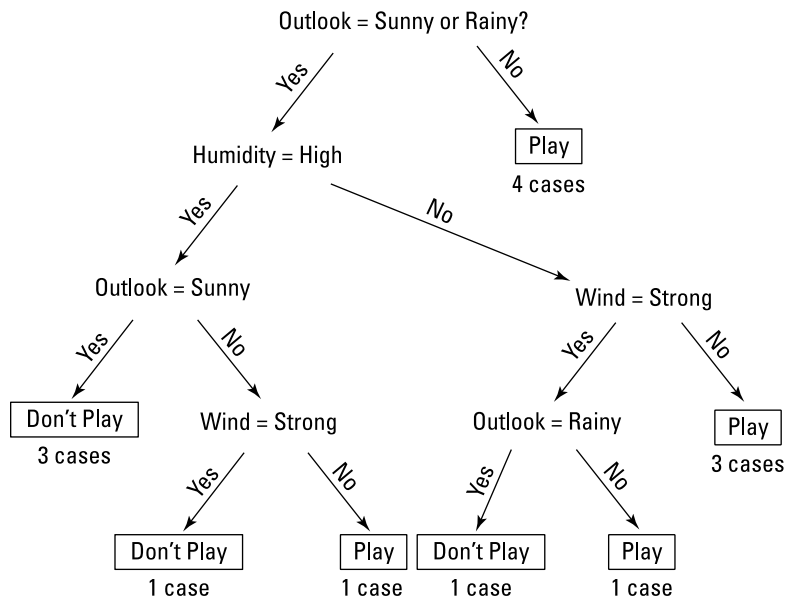 Outlook = Sunny or Rainy?
Yes
No
Play
4 cases
Humidity = High
Yes
No
Outlook = Sunny
Wind = Strong
Yes
No
Yes
No
Don't Play
3 cases
Wind = Strong
Outlook = Rainy
Play
3 cases
Yes
No
Yes
No
Don't Play
Play
Don't Play
Play
1 case
1 case
1 case
1 case